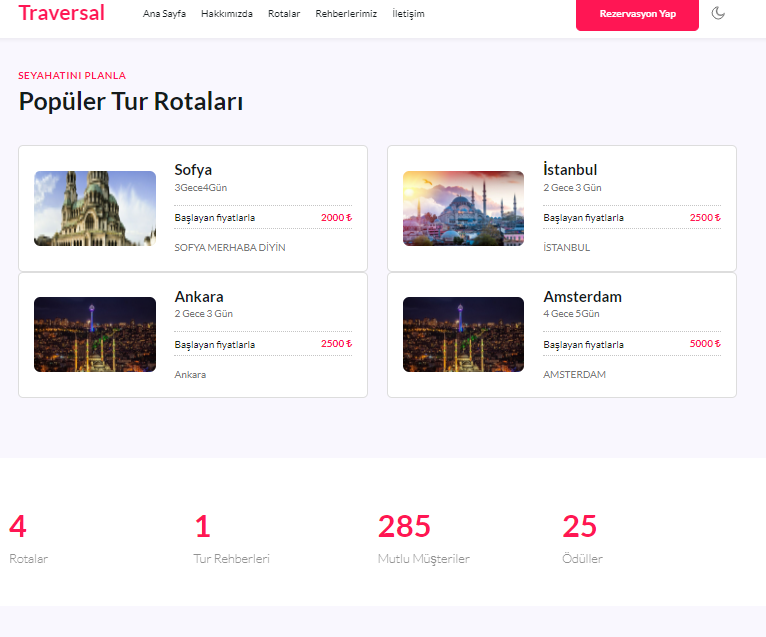 Traversal
Ana Sayfa Hakkımızda Rotalar Rehberlerimiz İletişim
Rezervasyon Yap
SEYAHATINI PLANLA
Popüler Tur Rotaları
Sofya
3Gece4Gün
Başlayan fiyatlarla 2000 ₺
SOFYA MERHABA DİYİN
İstanbul
2 Gece 3 Gün
Başlayan fiyatlarla 2500 ₺
İSTANBUL
Ankara
2 Gece 3 Gün
Başlayan fiyatlarla 2500 ₺
Ankara
Amsterdam
4 Gece 5Gün
Başlayan fiyatlarla 5000 ₺
AMSTERDAM
4
Rotalar
1
Tur Rehberleri
285
Mutlu Müşteriler
25
Ödüller